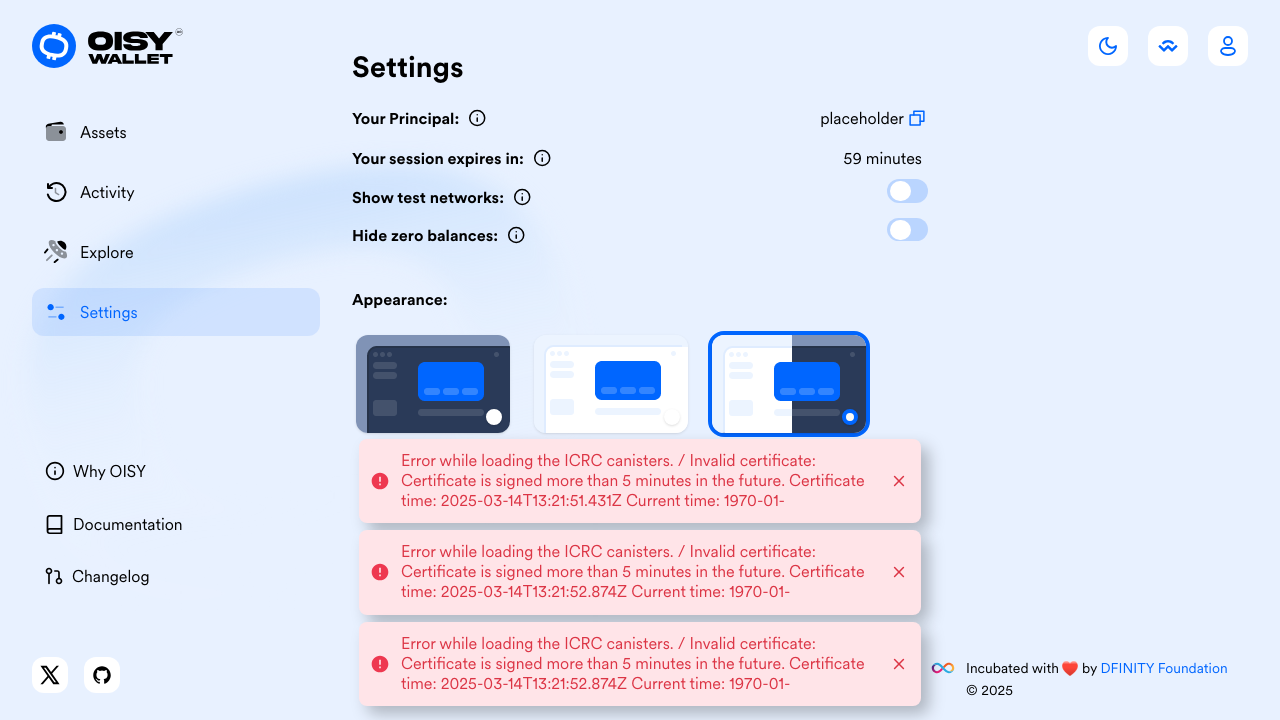 OISY
WALLET
Settings
Assets
Activity
Explore
Settings
Why OISY
Documentation
Changelog
Your Principal:
placeholder
Your session expires in:
59 minutes
Show test networks:
Hide zero balances:
Appearance:
Error while loading the ICRC canisters. / Invalid certificate:
Certificate is signed more than 5 minutes in the future. Certificate
time: 2025-03-14T13:21:51.431Z Current time: 1970-01-
Error while loading the ICRC canisters. / Invalid certificate:
Certificate is signed more than 5 minutes in the future. Certificate
time: 2025-03-14T13:21:52.874Z Current time: 1970-01-
Error while loading the ICRC canisters. / Invalid certificate:
Certificate is signed more than 5 minutes in the future. Certificate
time: 2025-03-14T13:21:52.874Z Current time: 1970-01-
Incubated with ❤️ by DFINITY Foundation
© 2025